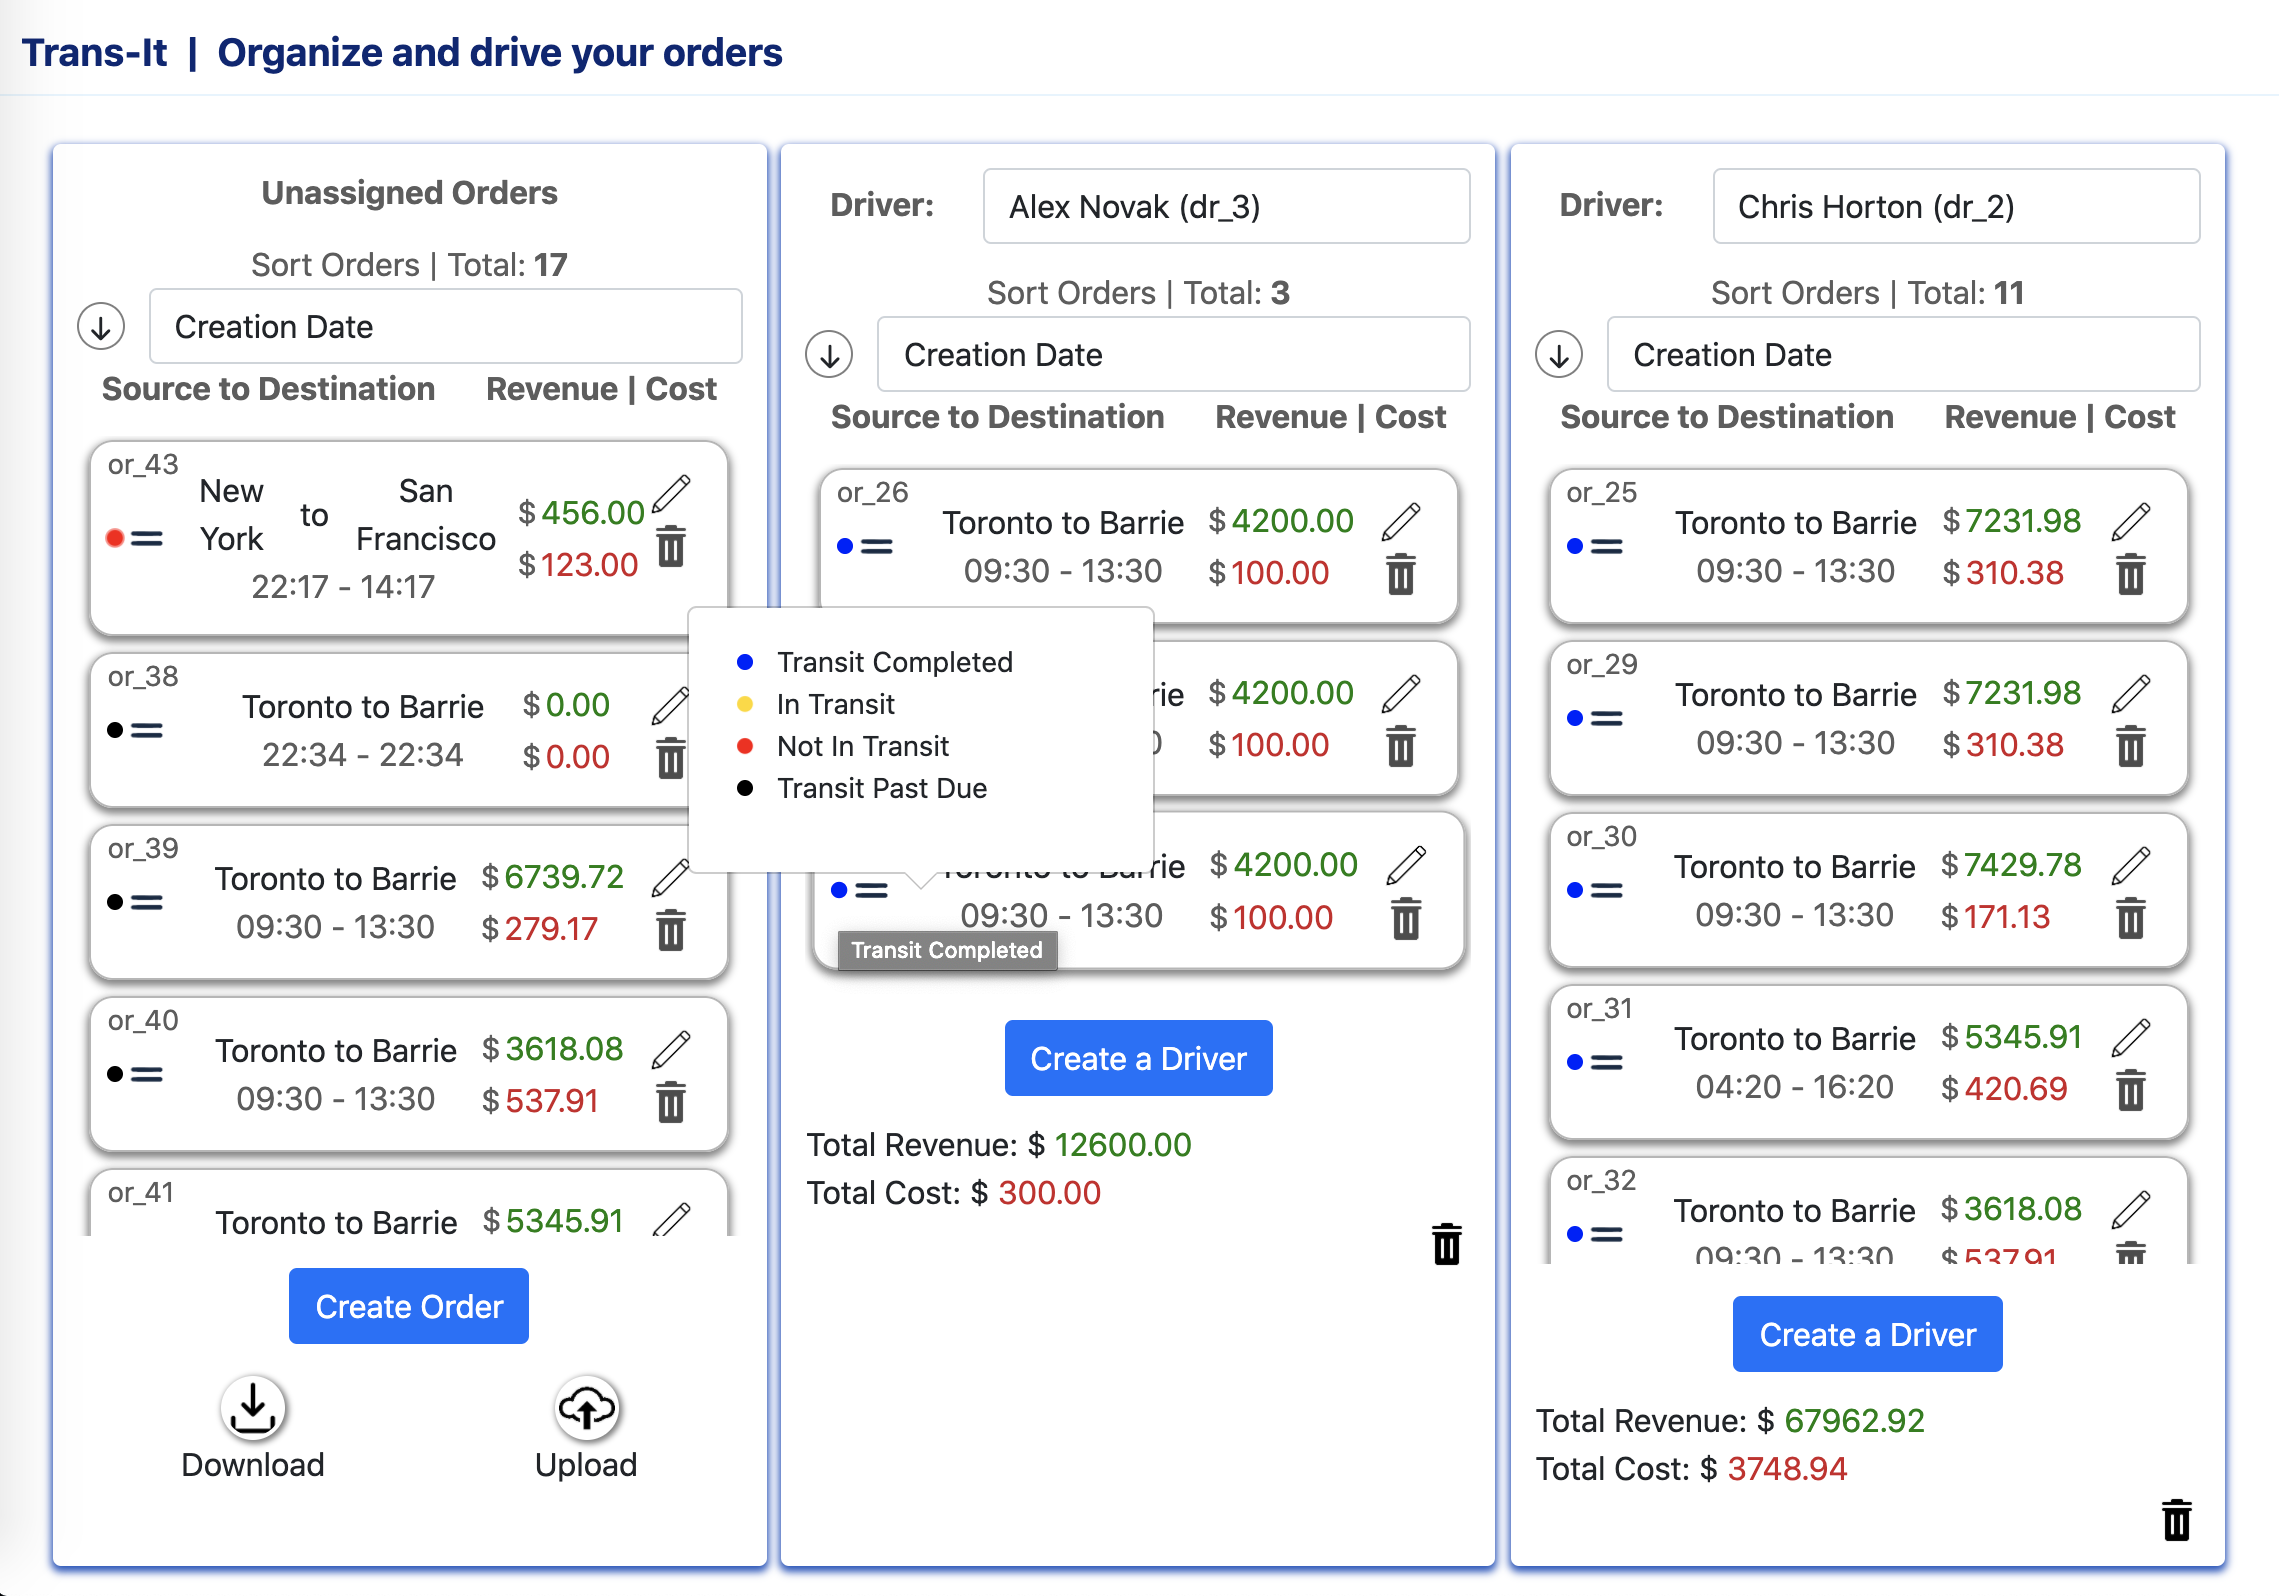 Trans-It | Organize and drive your orders
Unassigned Orders
Sort Orders | Total: 17
Creation Date
Source to Destination Revenue | Cost
or_43
New York to San Francisco
22:17 - 14:17
$ 456.00
$ 123.00
or_38
Toronto to Barrie
22:34 - 22:34
$ 0.00
$ 0.00
or_39
Toronto to Barrie
09:30 - 13:30
$ 6739.72
$ 279.17
or_40
Toronto to Barrie
09:30 - 13:30
$ 3618.08
$ 537.91
or_41
Toronto to Barrie
$ 5345.91
Create Order
Download
Upload
Driver: Alex Novak (dr_3)
Sort Orders | Total: 3
Creation Date
Source to Destination Revenue | Cost
or_26
Toronto to Barrie
09:30 - 13:30
$ 4200.00
$ 100.00
Transit Completed
In Transit
Not In Transit
Transit Past Due
$ 4200.00
$ 100.00
$ 4200.00
09:30 - 13:30
$ 100.00
Transit Completed
Create a Driver
Total Revenue: $ 12600.00
Total Cost: $ 300.00
Driver: Chris Horton (dr_2)
Sort Orders | Total: 11
Creation Date
Source to Destination Revenue | Cost
or_25
Toronto to Barrie
09:30 - 13:30
$ 7231.98
$ 310.38
or_29
Toronto to Barrie
09:30 - 13:30
$ 7231.98
$ 310.38
or_30
Toronto to Barrie
09:30 - 13:30
$ 7429.78
$ 171.13
or_31
Toronto to Barrie
04:20 - 16:20
$ 5345.91
$ 420.69
or_32
Toronto to Barrie
09:30 - 13:30
$ 3618.08
$ 537.91
Create a Driver
Total Revenue: $ 67962.92
Total Cost: $ 3748.94